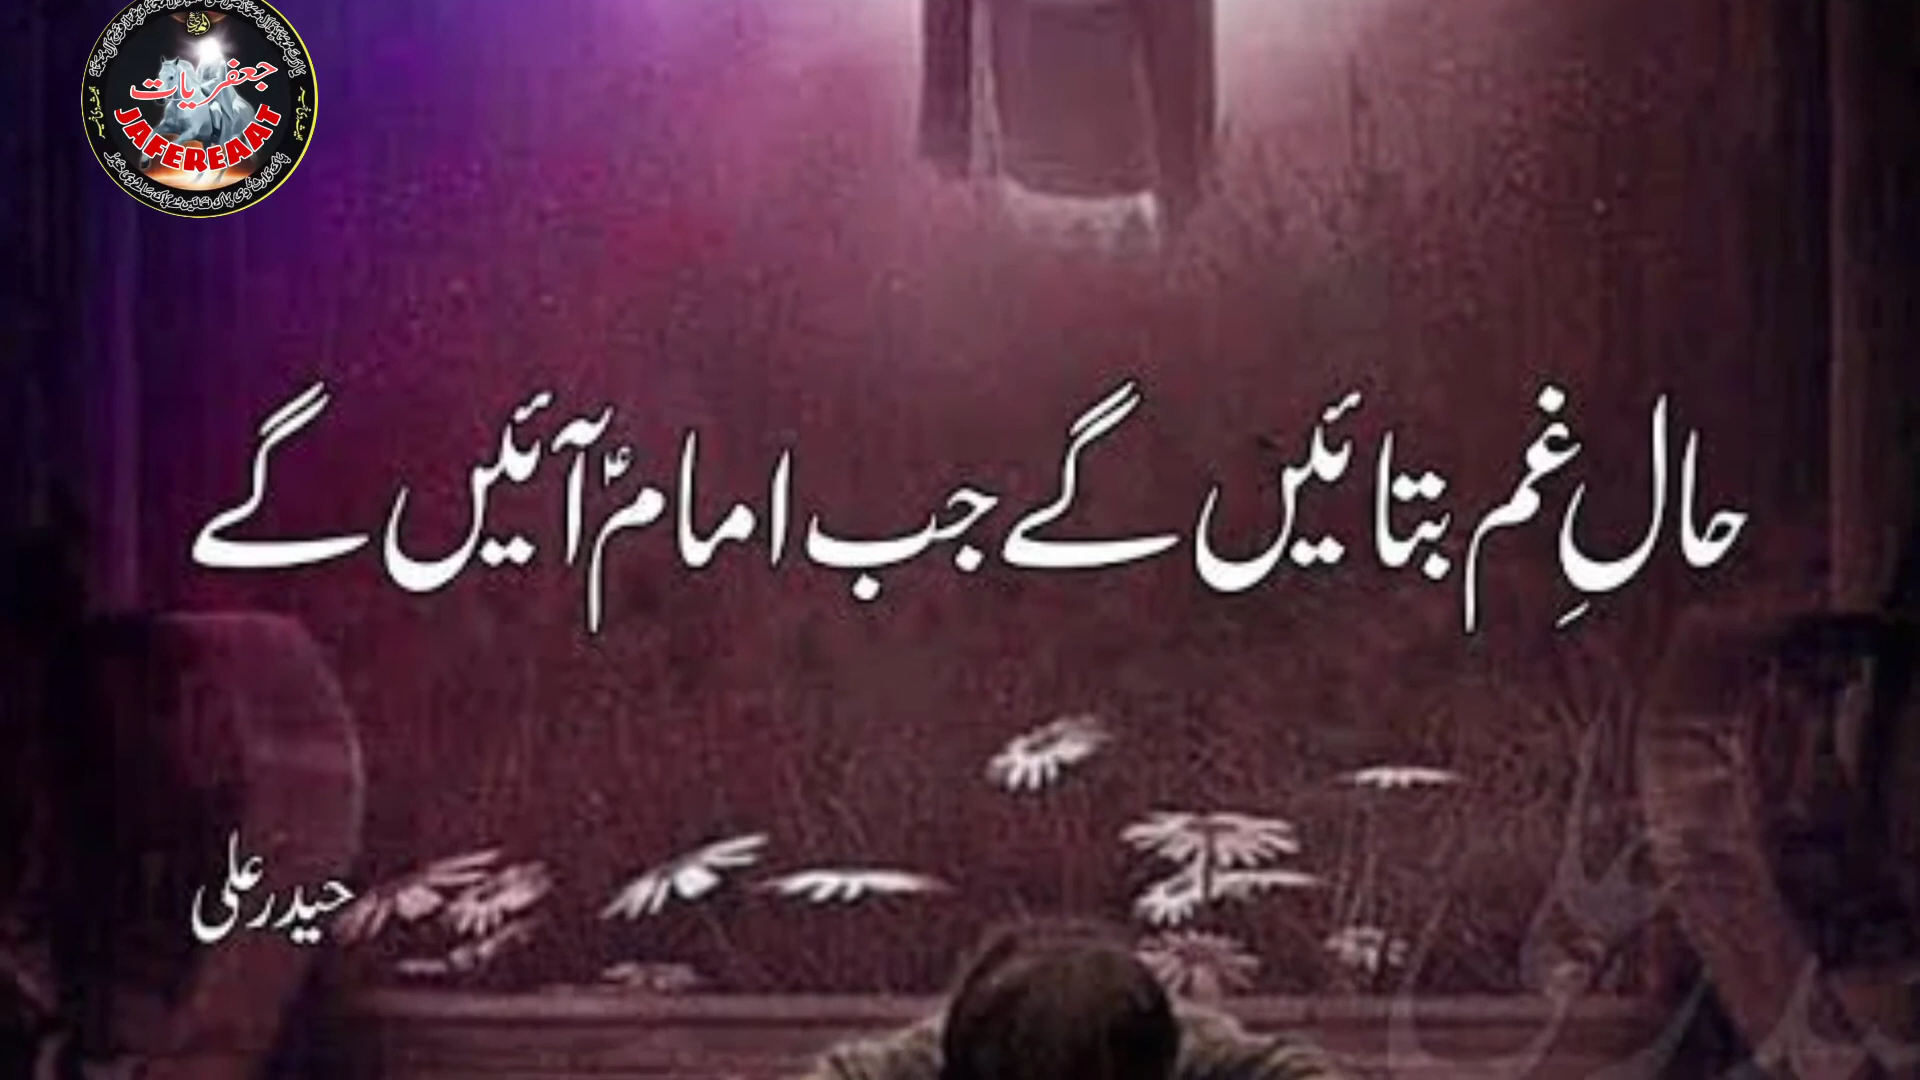 جعفریات
JAFEREAAT
حالِ غم بتائیں گے جب امامؑ آئیں گے
حیدر علی